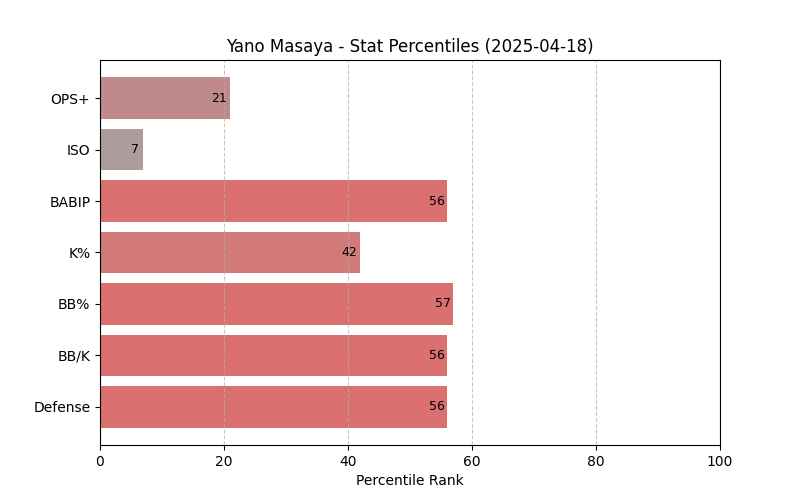 Yano Masaya - Stat Percentiles (2025-04-18)
OPS+ 21
ISO 7
BABIP 56
K% 42
BB% 57
BB/K 56
Defense 56
0 20 40 60 80 100
Percentile Rank